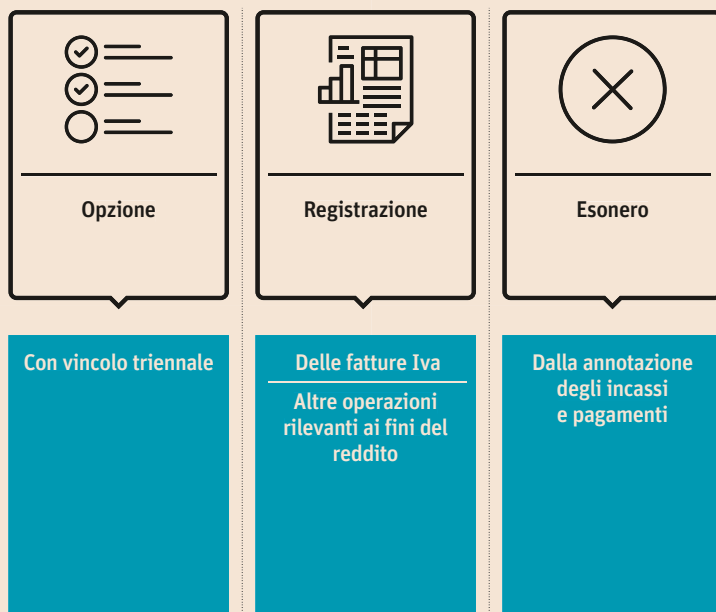 Opzione
Con vincolo triennale
Registrazione
Delle fatture Iva
Altre operazioni
rilevanti ai fini del
reddito
Esonero
Dalla annotazione
degli incassi
e pagamenti